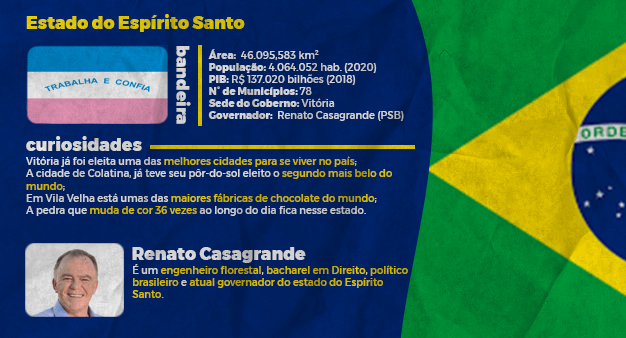 Estado do Espírito Santo
TRABALHA E CONFIA
bandeira
Área: 46.095,583 km²
População: 4.064.052 hab. (2020)
PIB: R$ 137.020 bilhões (2018)
N° de Municípios: 78
Sede do Goberno: Vitória
Governador: Renato Casagrande (PSB)
curiosidades
Vitória já foi eleita uma das melhores cidades para se viver no país;
A cidade de Colatina, já teve seu pôr-do-sol eleito o segundo mais belo do
mundo;
Em Vila Velha está umas das maiores fábricas de chocolate do mundo;
A pedra que muda de cor 36 vezes ao longo do dia fica nesse estado.
Renato Casagrande
É um engenheiro florestal, bacharel em Direito, político
brasileiro e atual governador do estado do Espírito
Santo.
ORDE